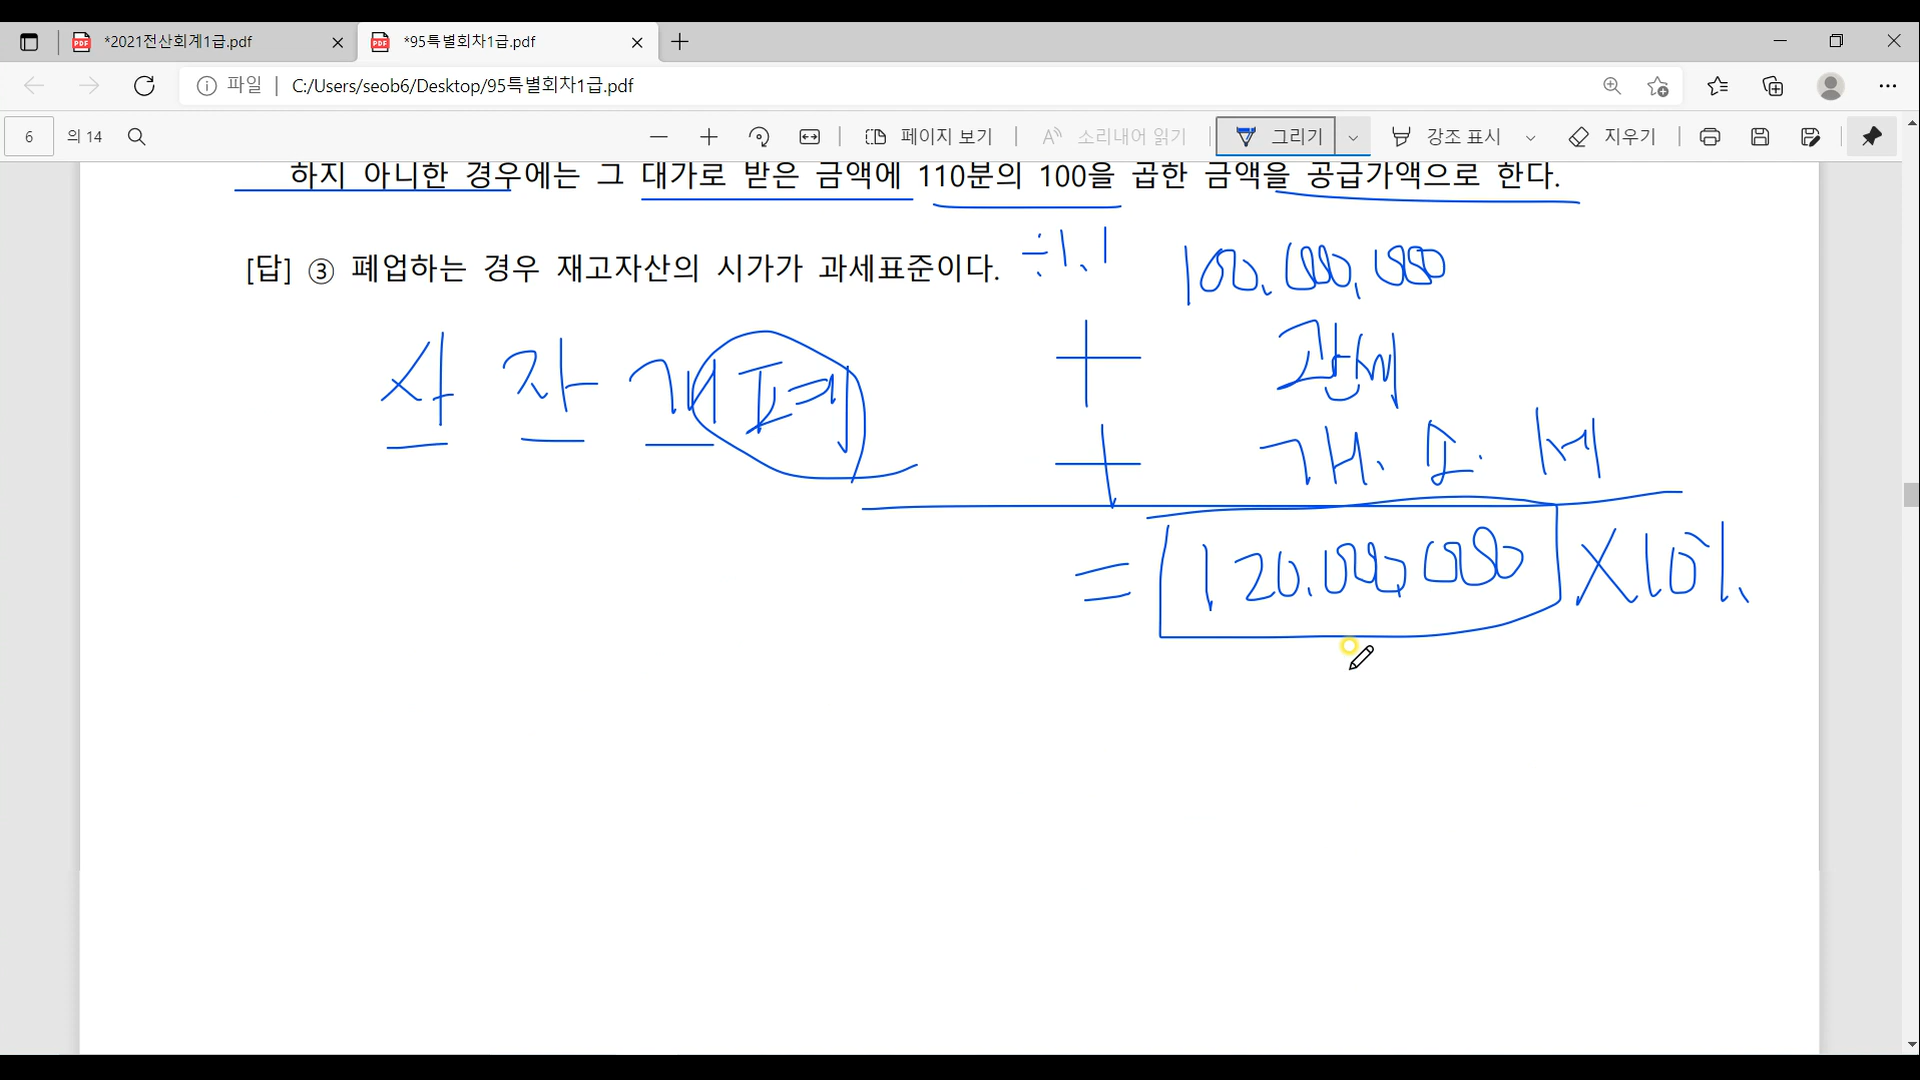 *2021전산회계1급.pdf
*95특별회차1급.pdf
파일 C:/Users/seob6/Desktop/95특별회차1급.pdf
6 의 14 페이지 보기 소리내어 읽기 그리기 강조 표시 지우기
하지 아니한 경우에는 그 대가로 받은 금액에 110분의 100을 곱한 금액을 공급가액으로 한다.
[답] ③ 폐업하는 경우 재고자산의 시가가 과세표준이다.
÷1.1
100.000,000
사 자 개
+ 관세
+ 개. 소. 세
= 120.000,000 ×10%